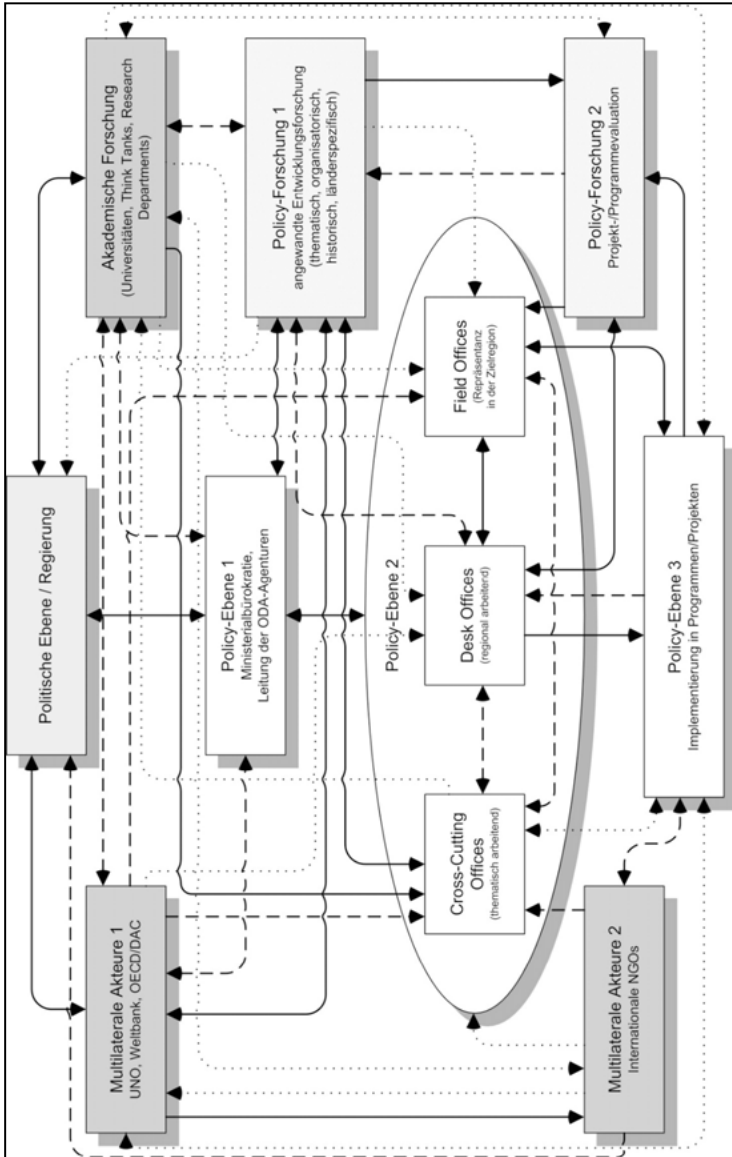 Politische Ebene / Regierung
Multilaterale Akteure 1
UNO, Weltbank, OECD/DAC
Policy-Ebene 1
Ministerialbürokratie,
Leitung der ODA-Agenturen
Akademische Forschung
(Universitäten, Think Tanks, Research
Departments)
Policy-Forschung 1
angewandte Entwicklungsforschung
(thematisch, organisatorisch,
historisch, länderspezifisch)
Policy-Ebene 2
Cross-Cutting
Offices
(thematisch arbeitend)
Desk Offices
(regional arbeitend)
Field Offices
(Repräsentanz
in der Zielregion)
Multilaterale Akteure 2
Internationale NGOs
Policy-Ebene 3
Implementierung in Programmen/Projekten
Policy-Forschung 2
Projekt-/Programmevaluation